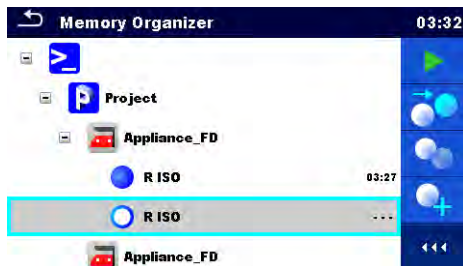 Memory Organizer 03:32
Project
Appliance_FD
R ISO 03:27
R ISO ---
Appliance_FD